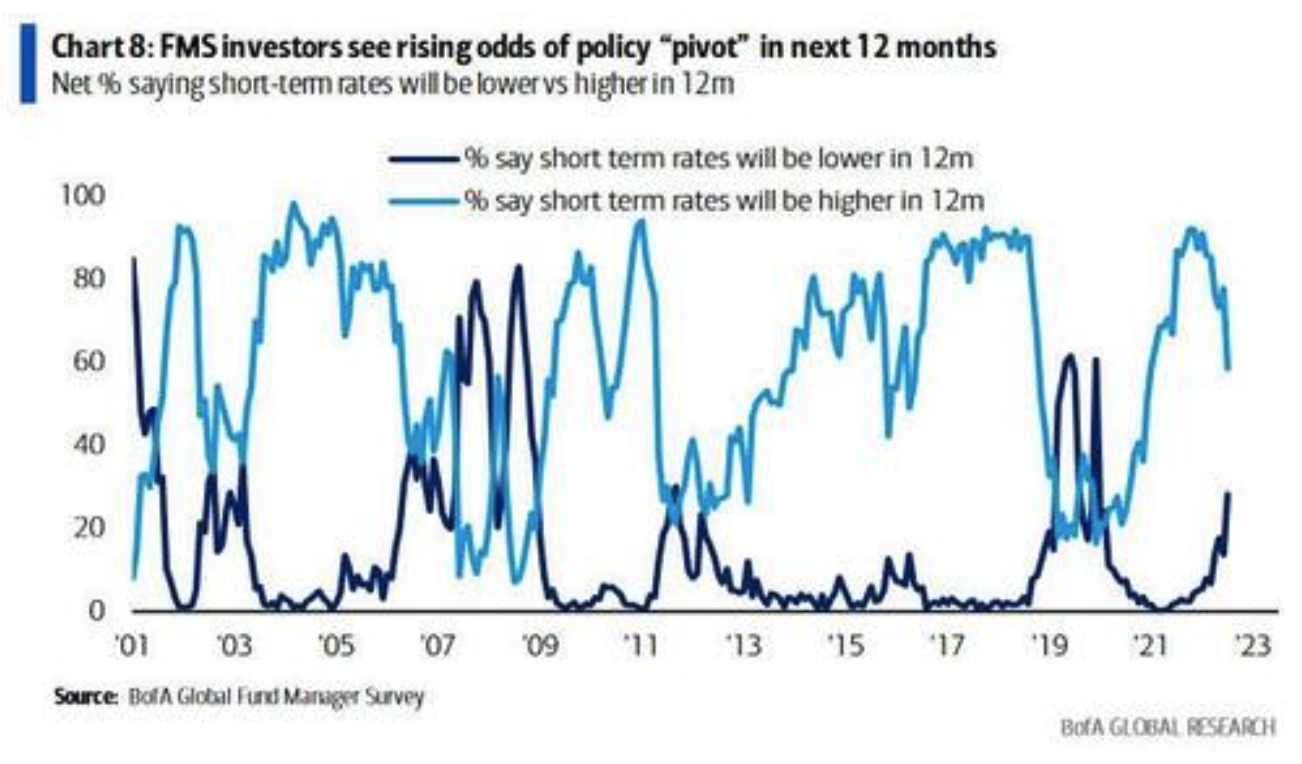 Chart 8: FMS investors see rising odds of policy “pivot” in next 12 months
Net % saying short-term rates will be lower vs higher in 12m
% say short term rates will be lower in 12m
% say short term rates will be higher in 12m
100
80
60
40
20
0
'01 '03 '05 '07 '09 '11 '13 '15 '17 '19 '21 '23
Source: BofA Global Fund Manager Survey
BofA GLOBAL RESEARCH